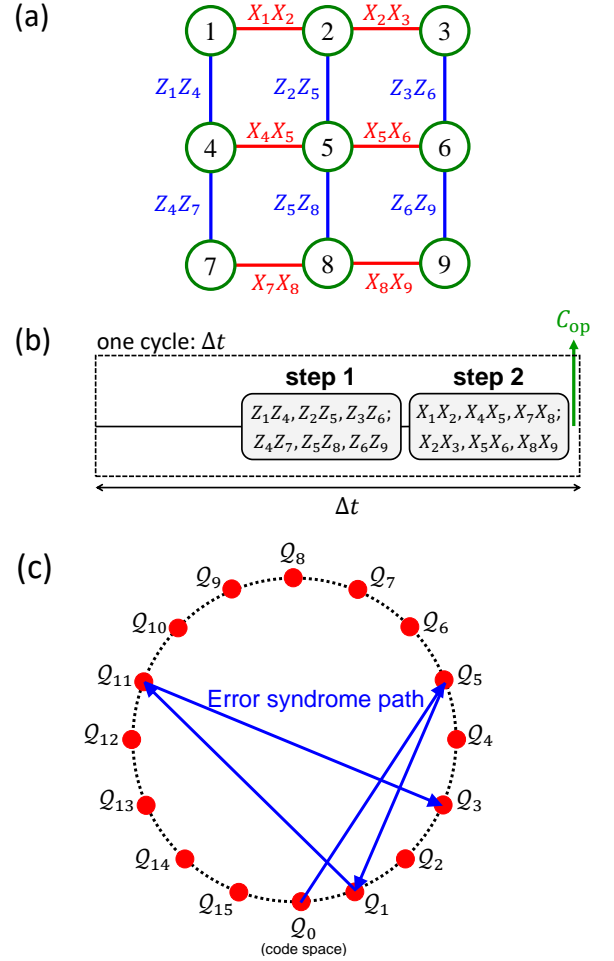 (a)
X₁X₂ X₂X₃
1 2 3
Z₁Z₄ Z₂Z₅ Z₃Z₆
X₄X₅ X₅X₆
4 5 6
Z₄Z₇ Z₅Z₈ Z₆Z₉
7 8 9
X₇X₈ X₈X₉
(b)
C_op
one cycle: Δt
step 1 step 2
Z₁Z₄, Z₂Z₅, Z₃Z₆; X₁X₂, X₄X₅, X₇X₈;
Z₄Z₇, Z₅Z₈, Z₆Z₉ X₂X₃, X₅X₆, X₈X₉
Δt
(c)
𝒬₈
𝒬₉ 𝒬₇
𝒬₁₀ 𝒬₆
𝒬₁₁ 𝒬₅
Error syndrome path
𝒬₁₂ 𝒬₄
𝒬₁₃ 𝒬₃
𝒬₁₄ 𝒬₂
𝒬₁₅ 𝒬₁
𝒬₀
(code space)